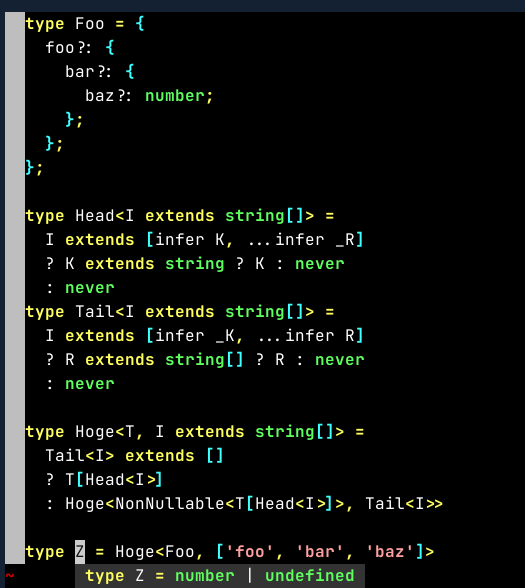 type Foo = {
  foo?: {
    bar?: {
      baz?: number;
    };
  };
};

type Head<I extends string[]> =
  I extends [infer K, ...infer _R]
  ? K extends string ? K : never
  : never
type Tail<I extends string[]> =
  I extends [infer _K, ...infer R]
  ? R extends string[] ? R : never
  : never

type Hoge<T, I extends string[]> =
  Tail<I> extends []
  ? T[Head<I>]
  : Hoge<NonNullable<T[Head<I>]>, Tail<I>>

type Z = Hoge<Foo, ['foo', 'bar', 'baz']>
~ type Z = number | undefined